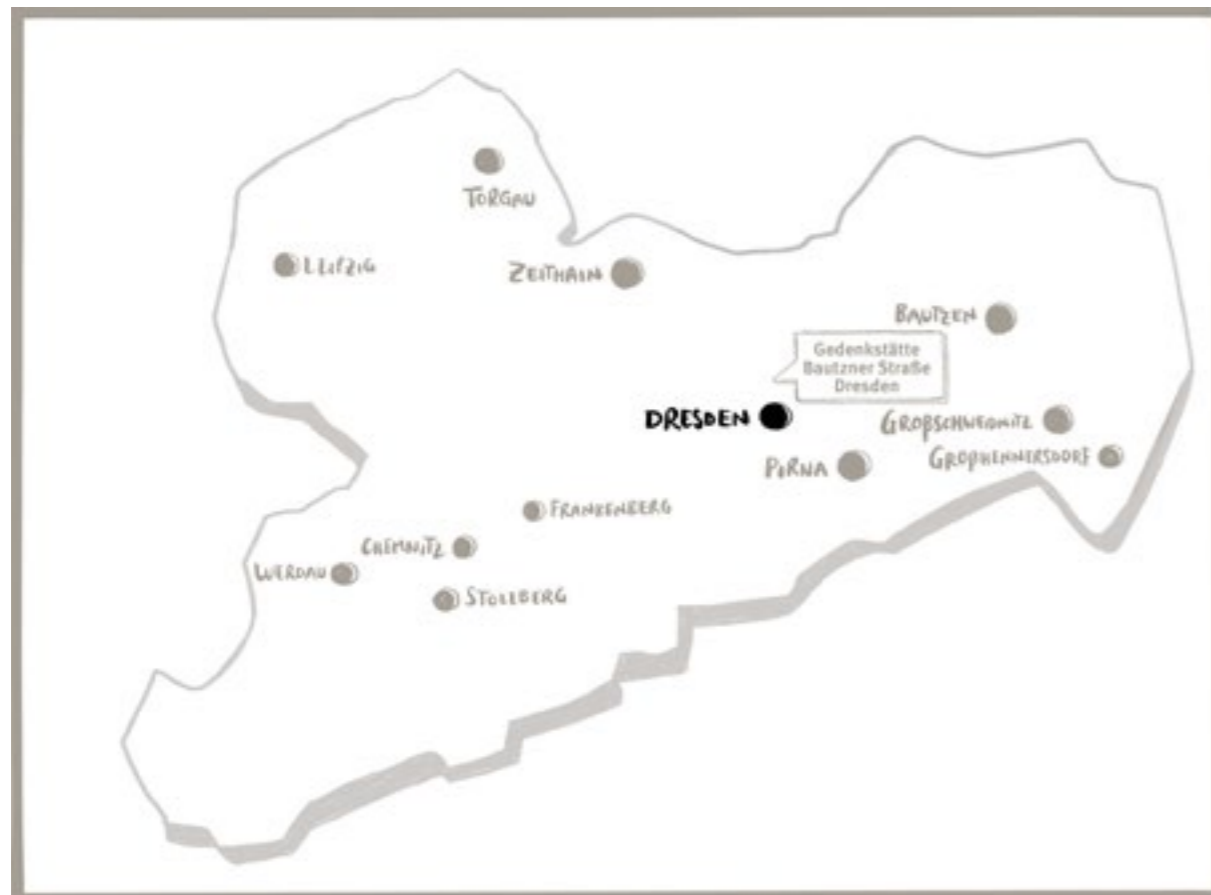 TORGAU
LEIPZIG
ZEITHAIN
BAUTZEN
Gedenkstätte
Bautzner Straße
Dresden
DRESDEN
GROßSCHWEIDNITZ
PIRNA
GROßHENNERSDORF
FRANKENBERG
CHEMNITZ
WERDAU
STOLLBERG